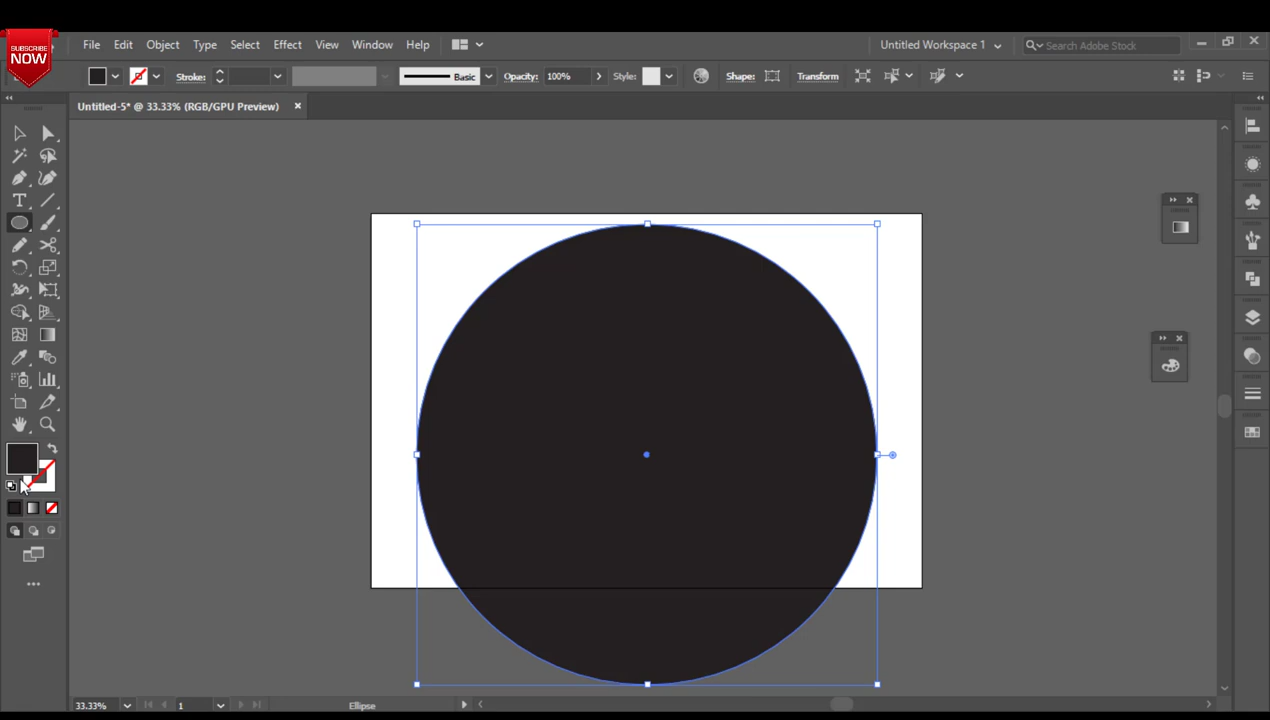 SUBSCRIBE
NOW
File Edit Object Type Select Effect View Window Help Untitled Workspace 1 Search Adobe Stock
Stroke: Basic Opacity: 100% Style: Shape: Transform
Untitled-5* @ 33.33% (RGB/GPU Preview)
T
33.33% 1 Ellipse